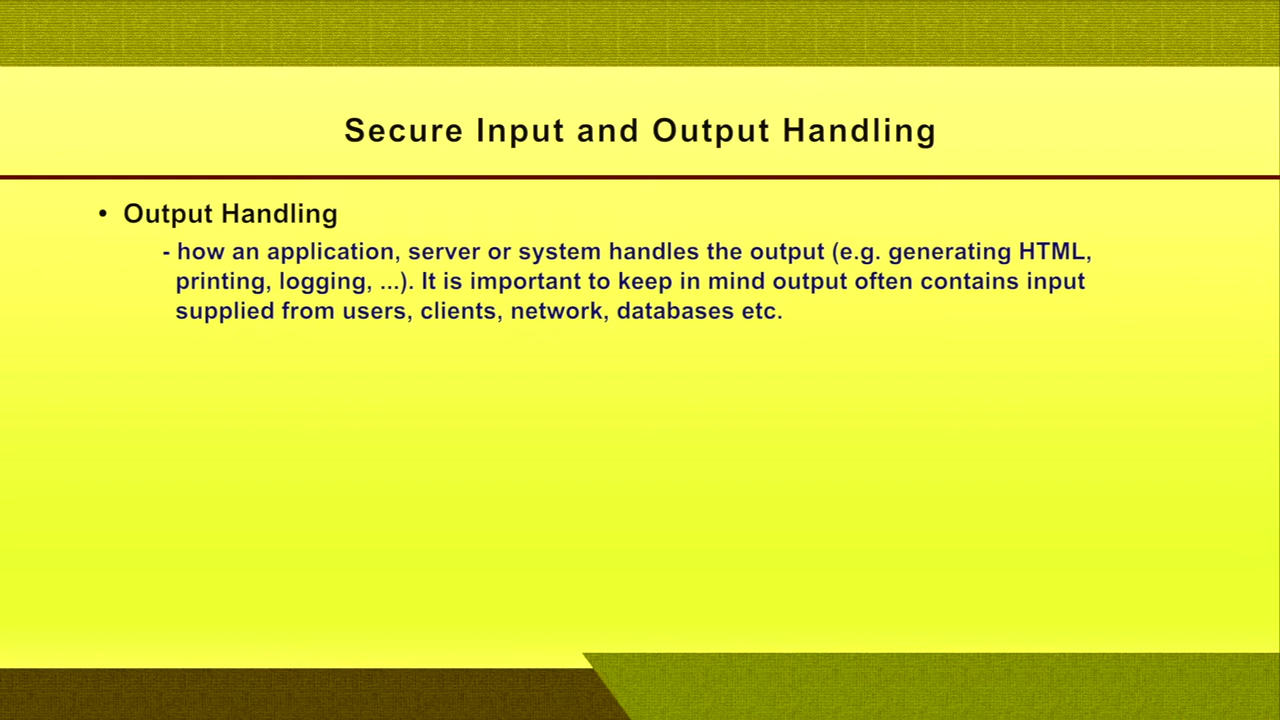 Secure Input and Output Handling
• Output Handling
- how an application, server or system handles the output (e.g. generating HTML,
printing, logging, ...). It is important to keep in mind output often contains input
supplied from users, clients, network, databases etc.